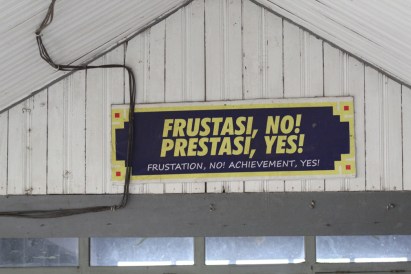 FRUSTASI, NO!
PRESTASI, YES!
FRUSTATION, NO! ACHIEVEMENT, YES!